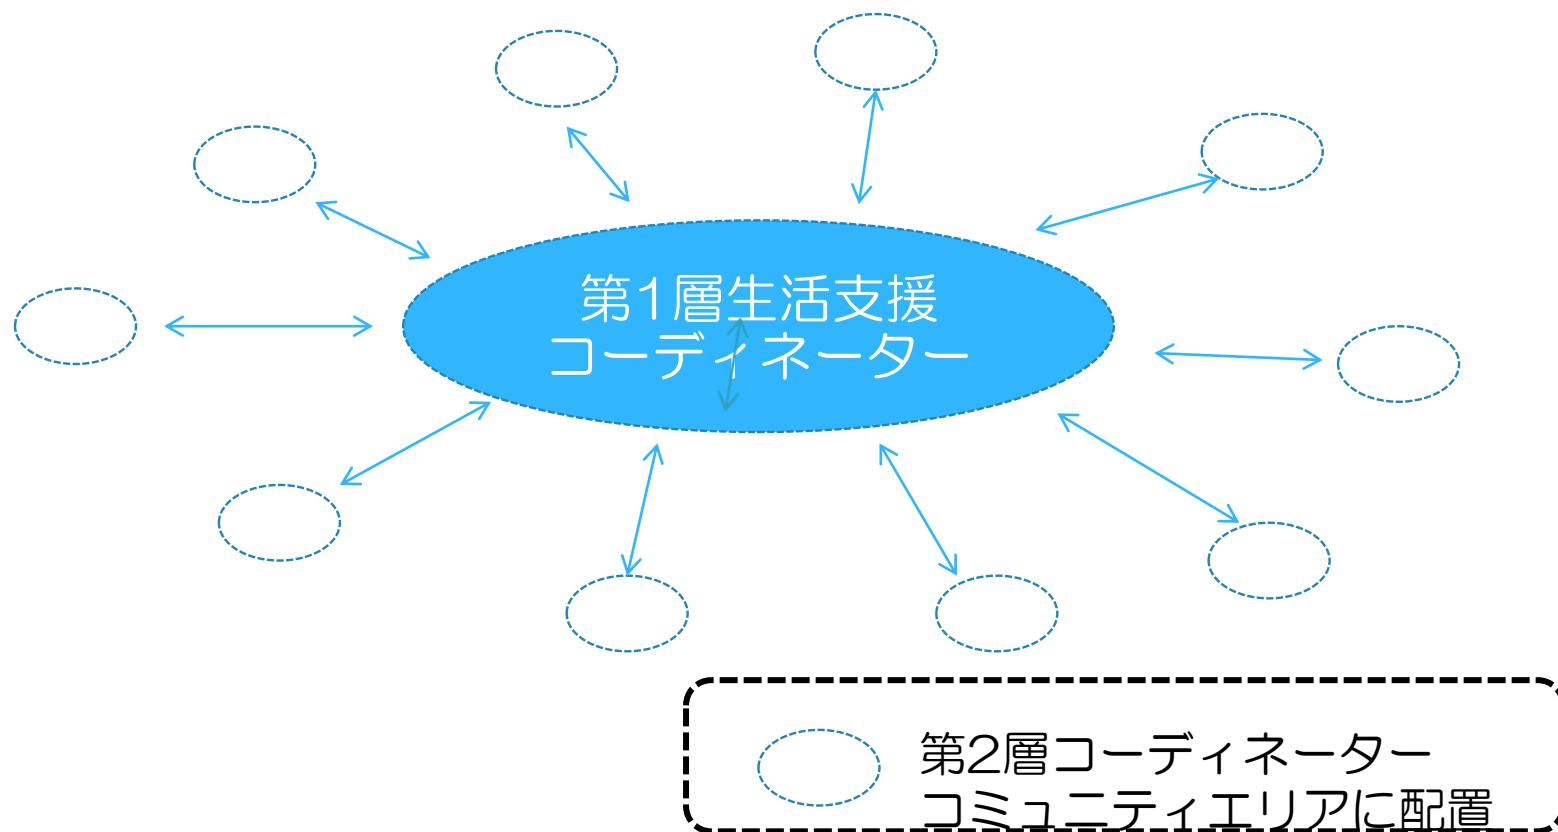 第1層生活支援
コーディネーター
第2層コーディネーター
コミュニティエリアに配置